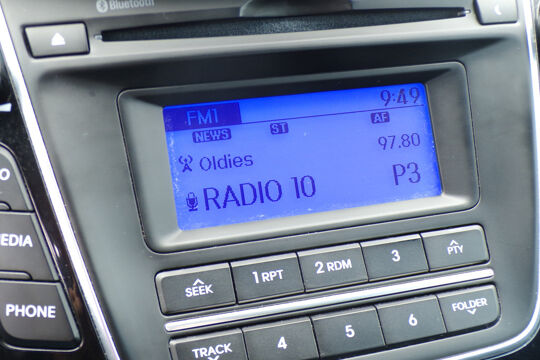 Bluetooth
FM1 9:49
NEWS ST AF
Oldies 97.80
RADIO 10 P3
SEEK 1 RPT 2 RDM 3 PTY
PHONE
TRACK 4 5 6 FOLDER